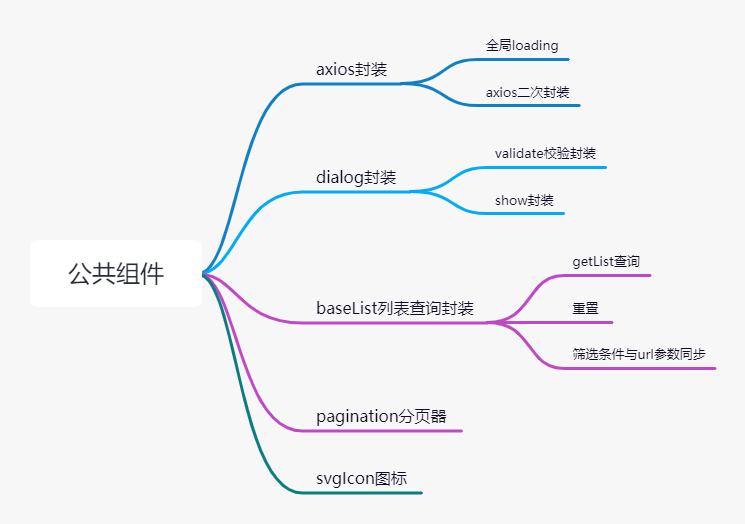 公共组件
axios封装
全局loading
axios二次封装
dialog封装
validate校验封装
show封装
baseList列表查询封装
getList查询
重置
筛选条件与url参数同步
pagination分页器
svgIcon图标